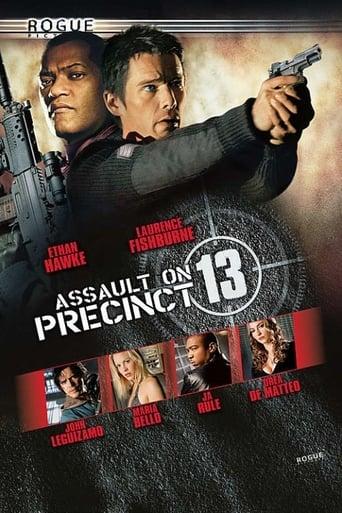 ROGUE
PICTURES
ETHAN
HAWKE
LAURENCE
FISHBURNE
ASSAULT ON
PRECINCT 13
JOHN
LEGUIZAMO
MARIA
BELLO
JA
RULE
DREA
DE MATTEO
ROGUE